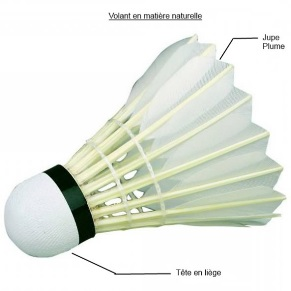 Volant en matière naturelle
Jupe
Plume
Tête en liège